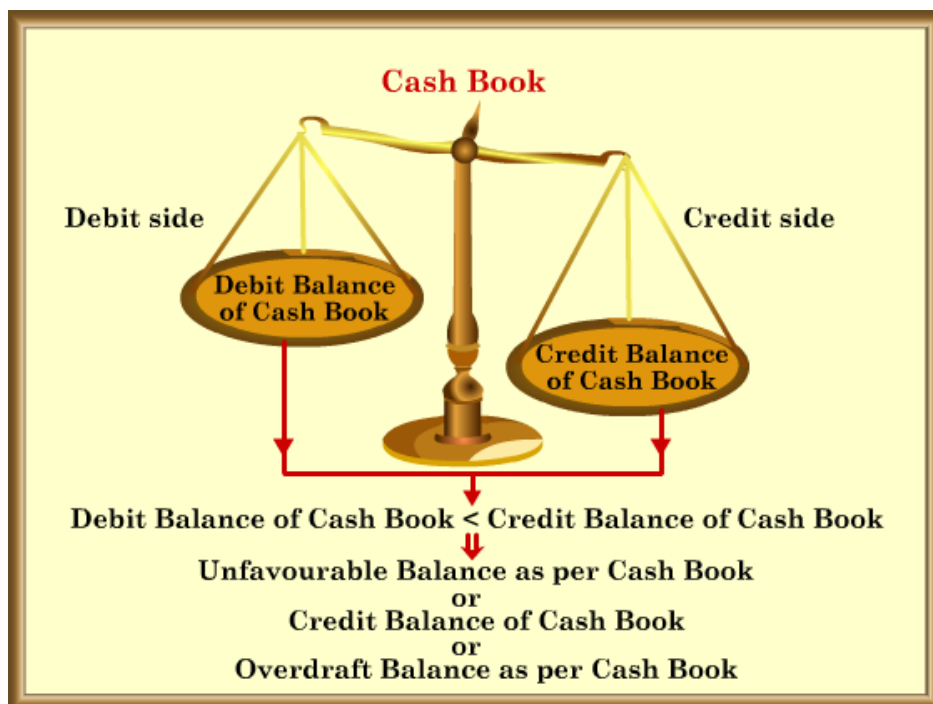 Cash Book
Debit side
Credit side
Debit Balance
of Cash Book
Credit Balance
of Cash Book
Debit Balance of Cash Book < Credit Balance of Cash Book
Unfavourable Balance as per Cash Book
or
Credit Balance of Cash Book
or
Overdraft Balance as per Cash Book